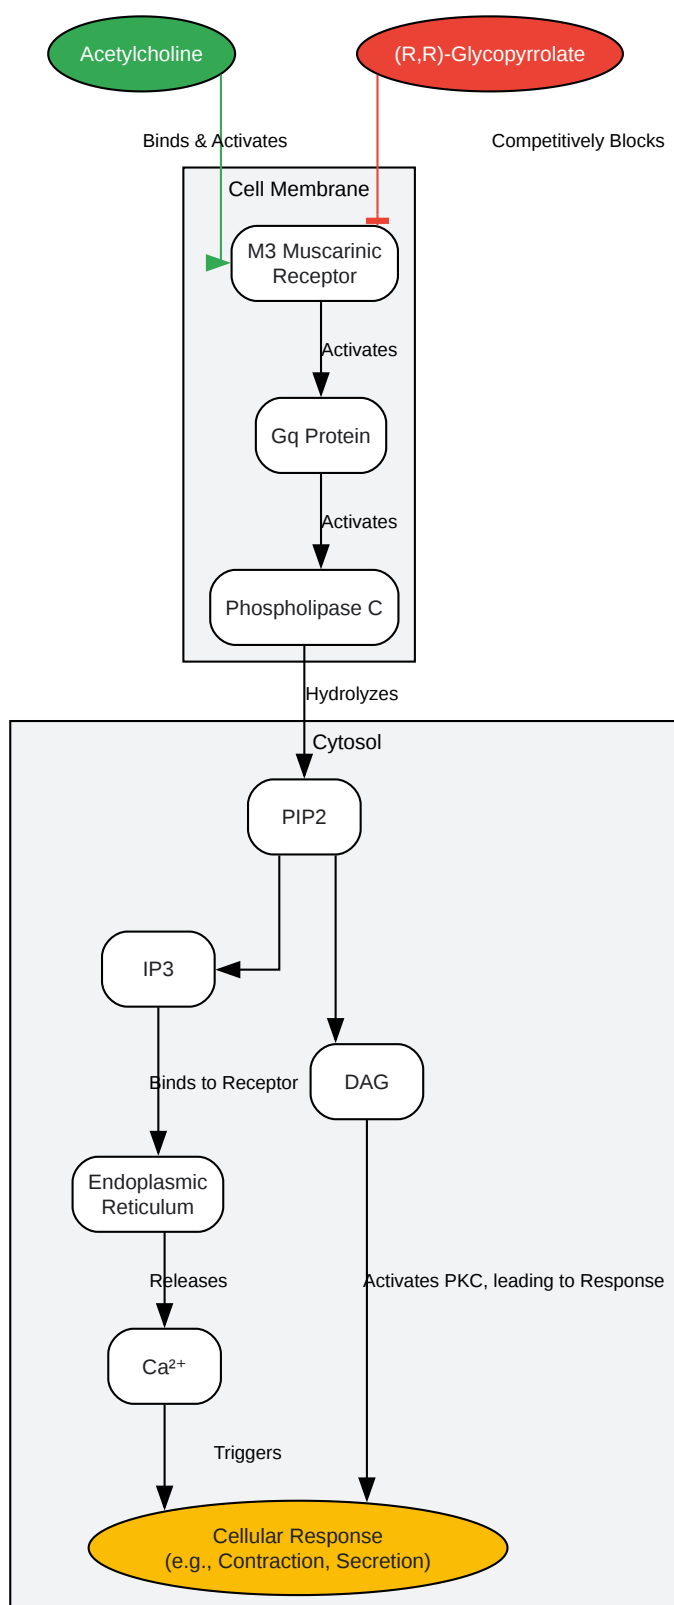 Acetylcholine
(R,R)-Glycopyrrolate
Binds & Activates
Competitively Blocks
Cell Membrane
M3 Muscarinic
Receptor
Activates
Gq Protein
Activates
Phospholipase C
Hydrolyzes
Cytosol
PIP2
IP3
Binds to Receptor
DAG
Endoplasmic
Reticulum
Releases
Activates PKC, leading to Response
Ca²⁺
Triggers
Cellular Response
(e.g., Contraction, Secretion)